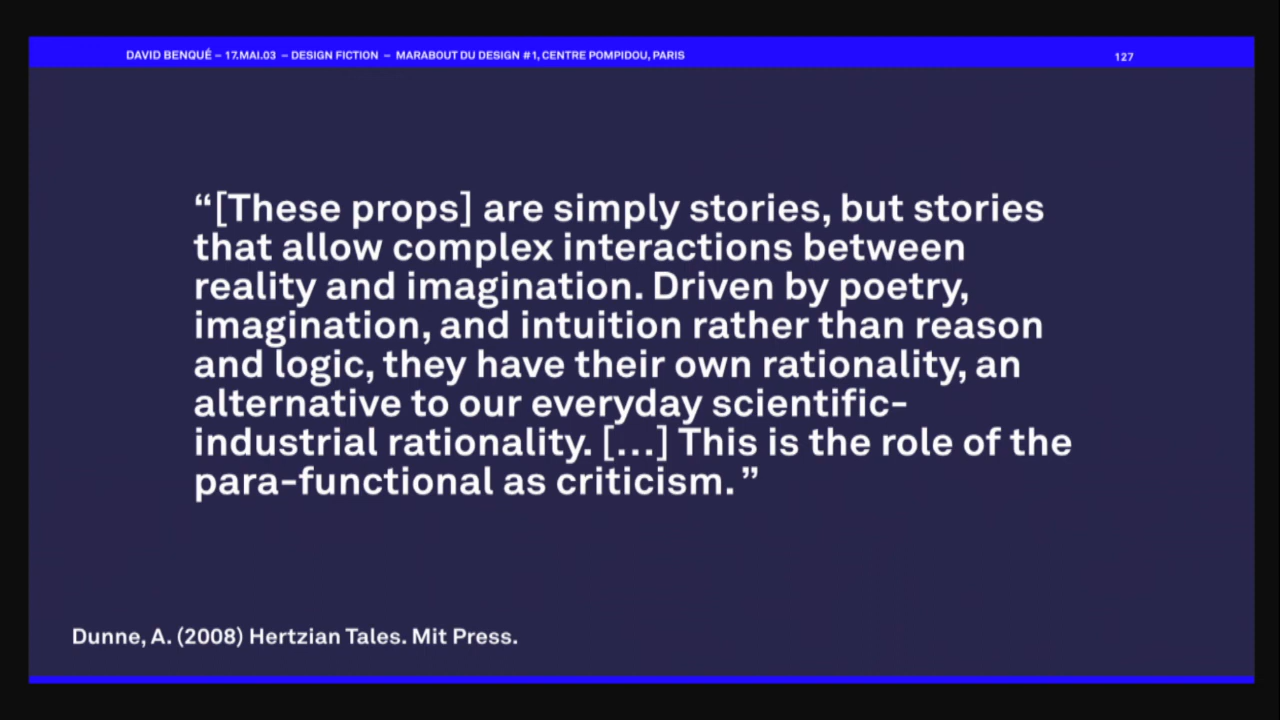 DAVID BENQUÉ – 17.MAI.03 – DESIGN FICTION – MARABOUT DU DESIGN #1, CENTRE POMPIDOU, PARIS
127
“[These props] are simply stories, but stories
that allow complex interactions between
reality and imagination. Driven by poetry,
imagination, and intuition rather than reason
and logic, they have their own rationality, an
alternative to our everyday scientific-
industrial rationality. […] This is the role of the
para-functional as criticism.”
Dunne, A. (2008) Hertzian Tales. Mit Press.